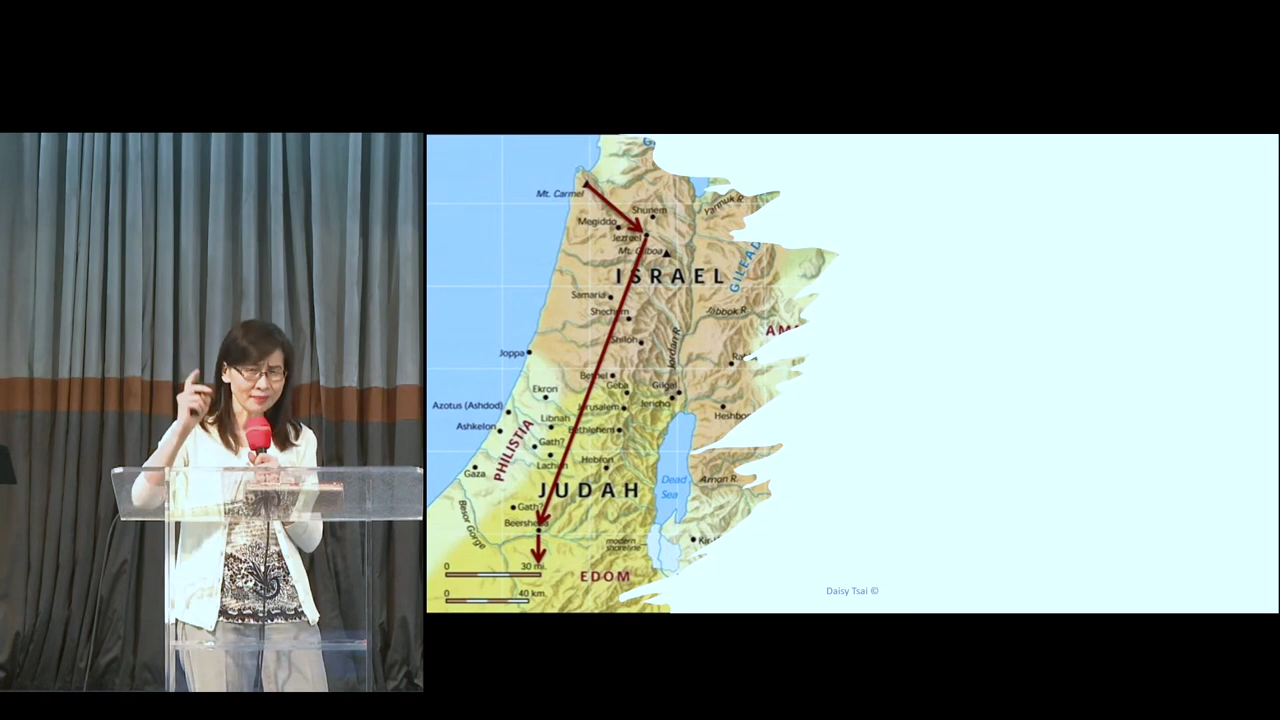 Mt. Carmel
Shunem
Yarmuk R.
Megiddo
Jezreel
Mt. Gilboa
ISRAEL
GILEAD
Samaria
Shechem
Jabbok R.
Shiloh
Jordan R.
Joppa
Bethel
Ekron
Geba
Gilgal
Azotus (Ashdod)
Jerusalem
Jericho
Heshbon
Libnah
Ashkelon
Bethlehem
Gath?
PHILISTIA
Lachish
Hebron
Gaza
Dead
Sea
Arnon R.
JUDAH
Gath?
Beersheba
Besor Gorge
modern
shoreline
0 30 mi.
EDOM
0 40 km.
Daisy Tsai ©